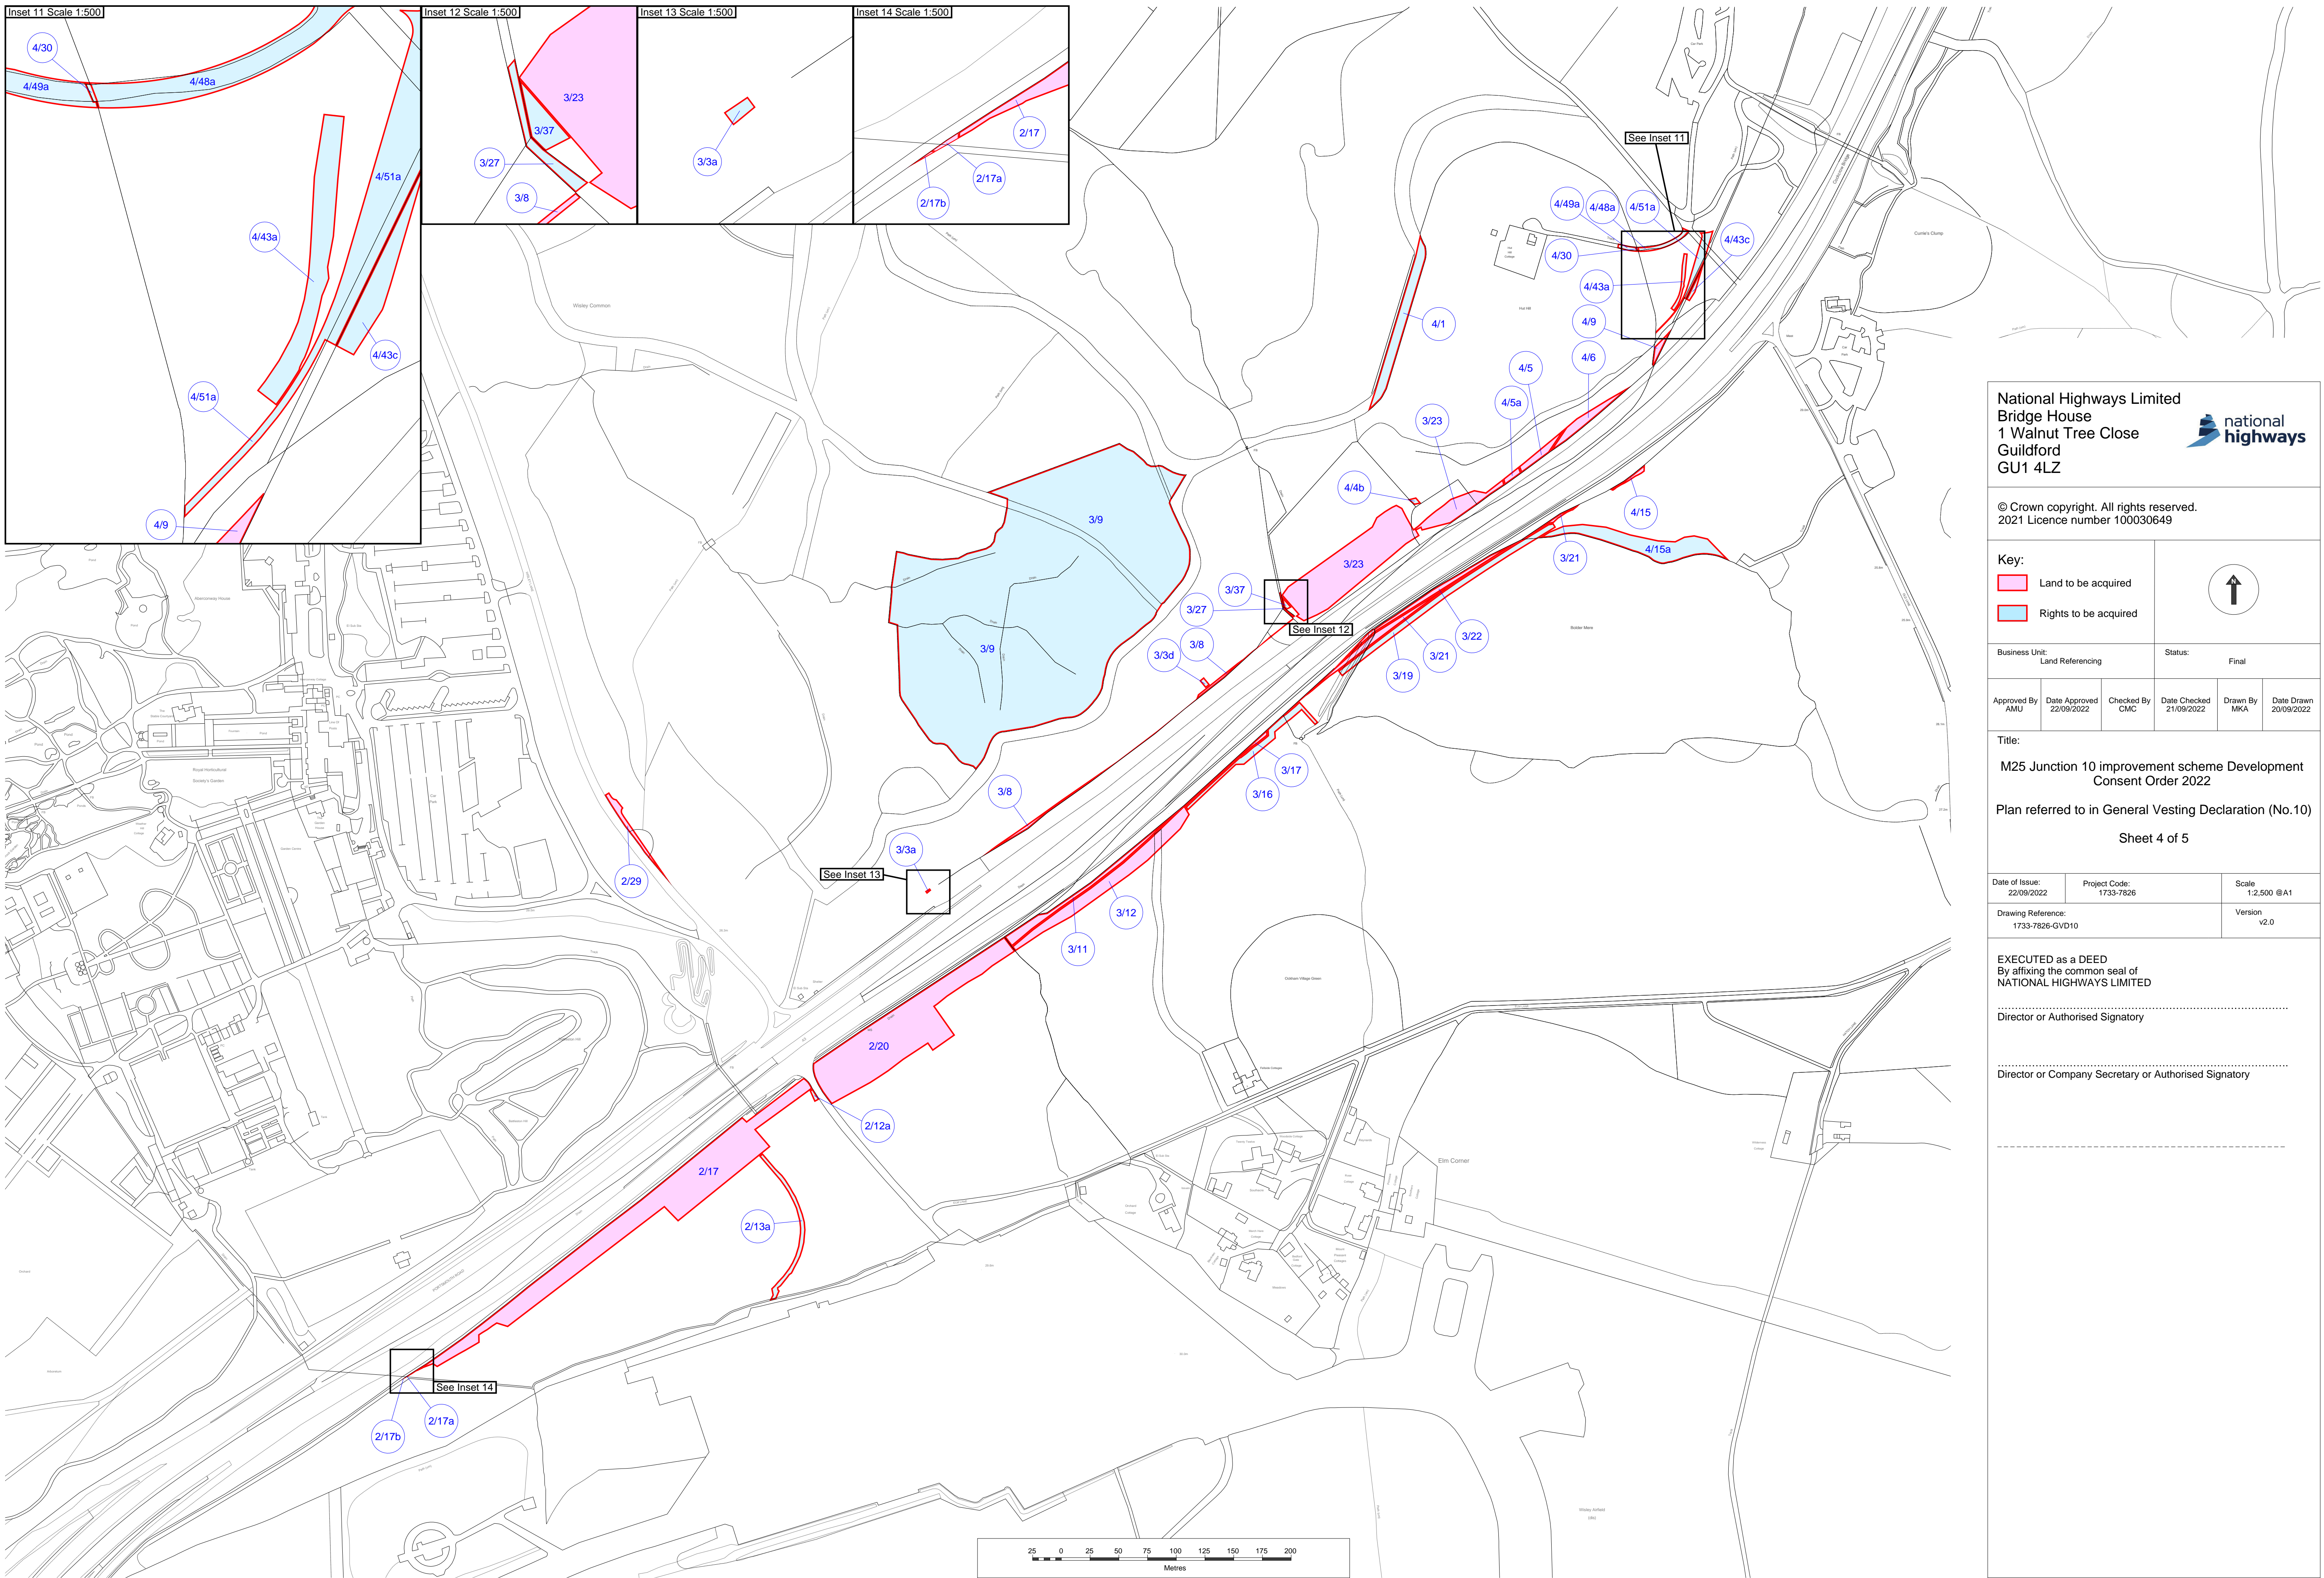 Inset 11 Scale 1:500
4/30
4/49a
4/48a
4/51a
4/43a
4/43c
4/51a
4/9
Inset 12 Scale 1:500
3/23
3/37
3/27
3/8
Inset 13 Scale 1:500
3/3a
Inset 14 Scale 1:500
2/17
2/17a
2/17b
See Inset 11
4/49a
4/48a
4/51a
4/30
4/43c
4/43a
4/9
4/1
4/6
4/5
4/5a
3/23
4/4b
3/23
4/15
4/15a
3/21
3/9
3/9
3/37
3/27
See Inset 12
3/22
3/21
3/19
3/8
3/3d
3/17
3/16
3/8
3/3a
See Inset 13
2/29
3/12
3/11
2/20
2/12a
2/17
2/13a
See Inset 14
2/17a
2/17b
Wisley Common
Currie's Clump
Hut Hill
Bolder Mere
Royal Horticultural
Society's Garden
Car
Park
Elm Corner
Wisley Airfield
(dis)
25 0 25 50 75 100 125 150 175 200
Metres
National Highways Limited
Bridge House
1 Walnut Tree Close
Guildford
GU1 4LZ
national
highways
© Crown copyright. All rights reserved.
2021 Licence number 100030649
Key:
Land to be acquired
Rights to be acquired
N
Business Unit:
Land Referencing
Status:
Final
Approved By
AMU
Date Approved
22/09/2022
Checked By
CMC
Date Checked
21/09/2022
Drawn By
MKA
Date Drawn
20/09/2022
Title:
M25 Junction 10 improvement scheme Development
Consent Order 2022
Plan referred to in General Vesting Declaration (No.10)
Sheet 4 of 5
Date of Issue:
22/09/2022
Project Code:
1733-7826
Scale
1:2,500 @A1
Drawing Reference:
1733-7826-GVD10
Version
v2.0
EXECUTED as a DEED
By affixing the common seal of
NATIONAL HIGHWAYS LIMITED
Director or Authorised Signatory
Director or Company Secretary or Authorised Signatory